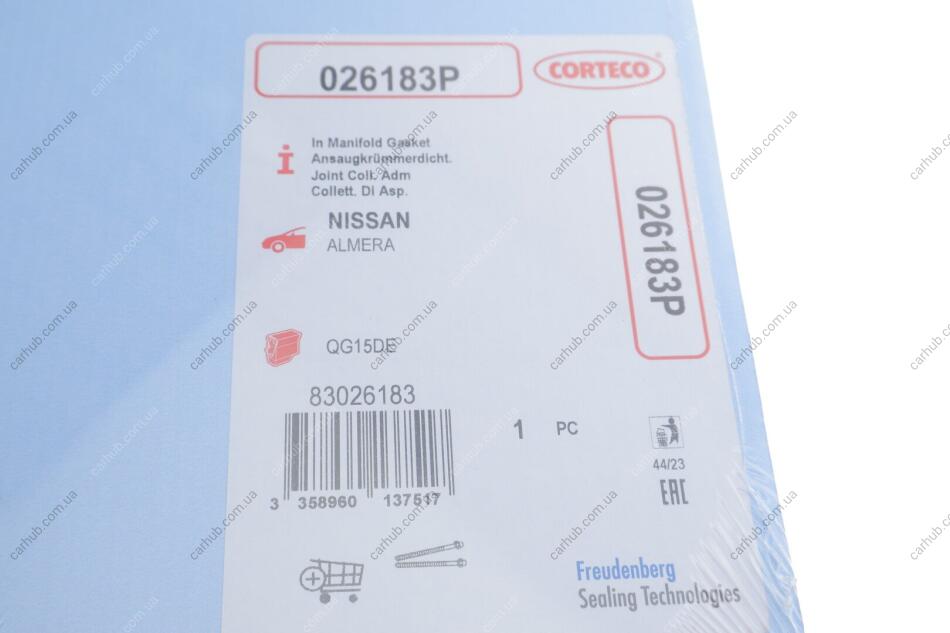 026183P
CORTECO
In Manifold Gasket
Ansaugkrümmerdicht.
Joint Coll. Adm
Collett. Di Asp.
026183P
NISSAN
ALMERA
QG15DE
83026183
3 358960 137517
1 PC
44/23
EAC
Freudenberg
Sealing Technologies
carhub.com.ua